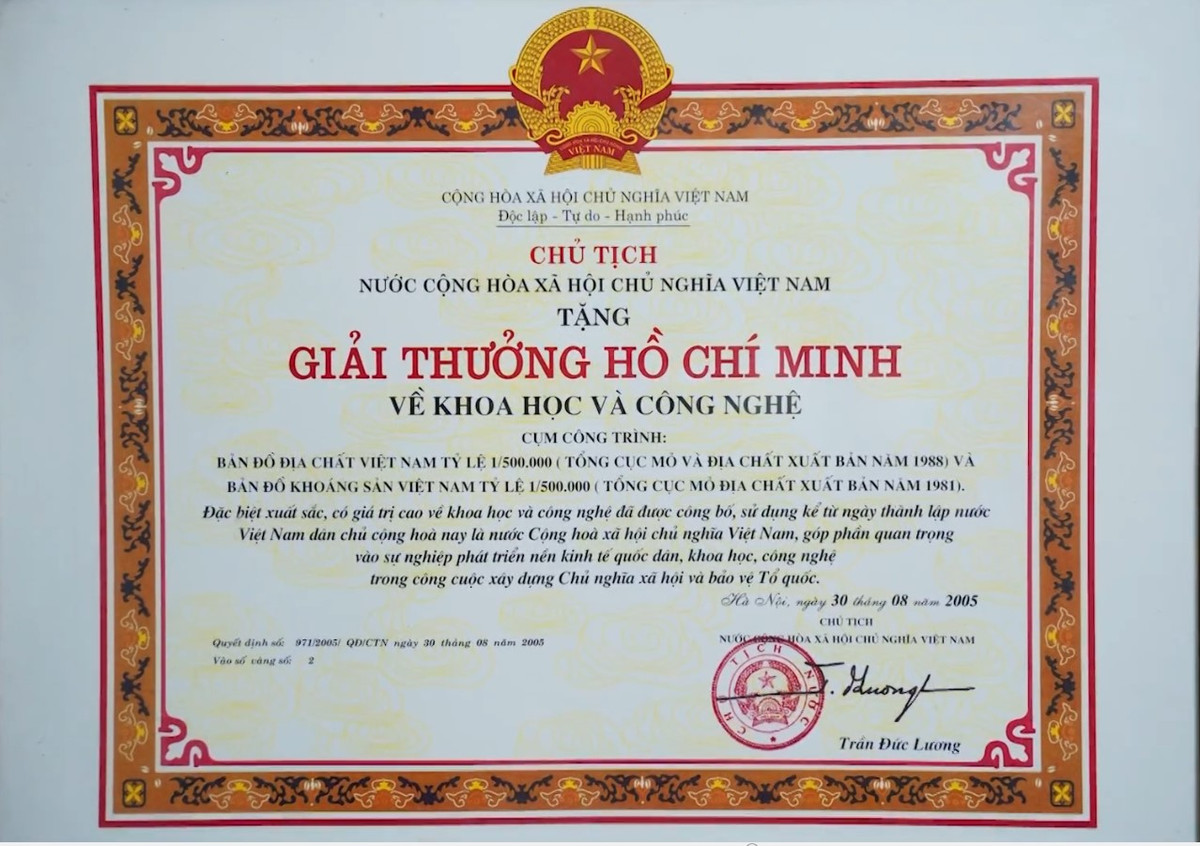 VIỆT NAM
CỘNG HÒA XÃ HỘI CHỦ NGHĨA VIỆT NAM
Độc lập - Tự do - Hạnh phúc
CHỦ TỊCH
NƯỚC CỘNG HÒA XÃ HỘI CHỦ NGHĨA VIỆT NAM
TẶNG
GIẢI THƯỞNG HỒ CHÍ MINH
VỀ KHOA HỌC VÀ CÔNG NGHỆ
CỤM CÔNG TRÌNH:
BẢN ĐỒ ĐỊA CHẤT VIỆT NAM TỶ LỆ 1/500.000 ( TỔNG CỤC MỎ VÀ ĐỊA CHẤT XUẤT BẢN NĂM 1988) VÀ
BẢN ĐỒ KHOÁNG SẢN VIỆT NAM TỶ LỆ 1/500.000 ( TỔNG CỤC MỎ ĐỊA CHẤT XUẤT BẢN NĂM 1981).
Đặc biệt xuất sắc, có giá trị cao về khoa học và công nghệ đã được công bố, sử dụng kể từ ngày thành lập nước
Việt Nam dân chủ cộng hoà nay là nước Cộng hoà xã hội chủ nghĩa Việt Nam, góp phần quan trọng
vào sự nghiệp phát triển nền kinh tế quốc dân, khoa học, công nghệ
trong công cuộc xây dựng Chủ nghĩa xã hội và bảo vệ Tổ quốc.
Hà Nội, ngày 30 tháng 08 năm 2005
CHỦ TỊCH
NƯỚC CỘNG HÒA XÃ HỘI CHỦ NGHĨA VIỆT NAM
Quyết định số: 971/2005/ QĐ/CTN ngày 30 tháng 08 năm 2005
Vào sổ vàng số: 2
CHỦ TỊCH NƯỚC
Trần Đức Lương